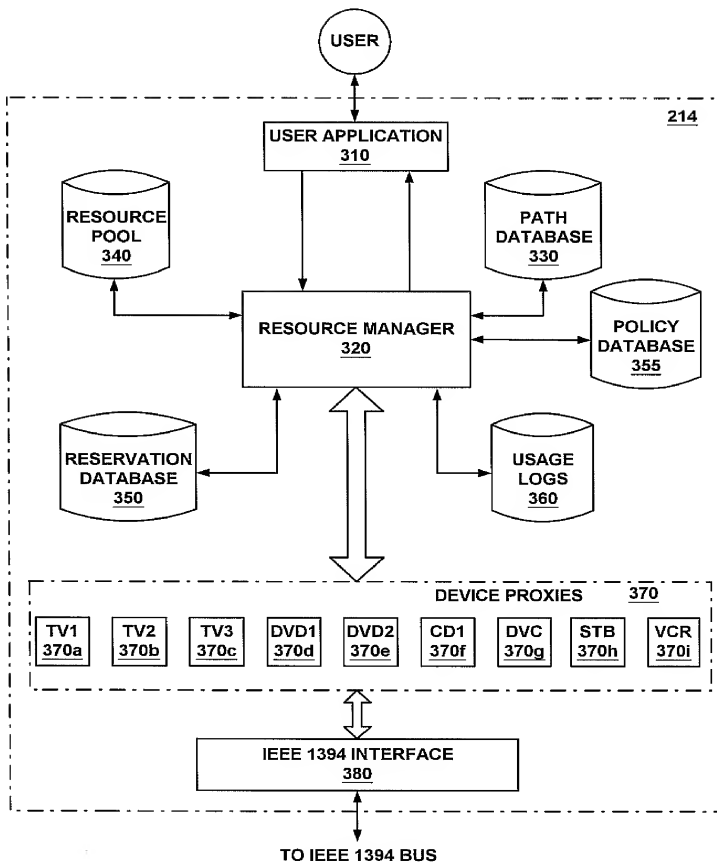 USER
214
USER APPLICATION
310
RESOURCE
POOL
340
PATH
DATABASE
330
RESOURCE MANAGER
320
POLICY
DATABASE
355
RESERVATION
DATABASE
350
USAGE
LOGS
360
DEVICE PROXIES 370
TV1
370a
TV2
370b
TV3
370c
DVD1
370d
DVD2
370e
CD1
370f
DVC
370g
STB
370h
VCR
370i
IEEE 1394 INTERFACE
380
TO IEEE 1394 BUS